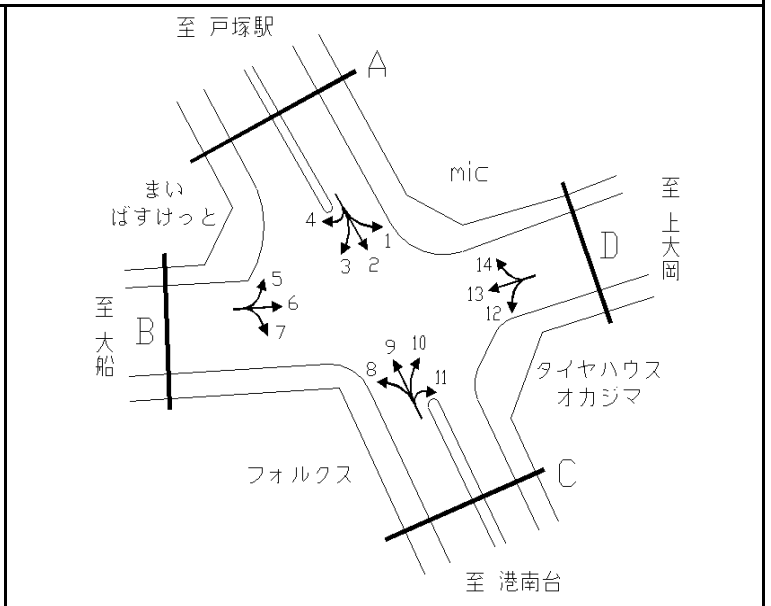 至 戸塚駅
A
mic
まい
ばすけっと
至 上大岡
D
4
1
3
2
14
13
12
5
6
7
至 大船
B
9
10
8
11
タイヤハウス
オカジマ
フォルクス
C
至 港南台